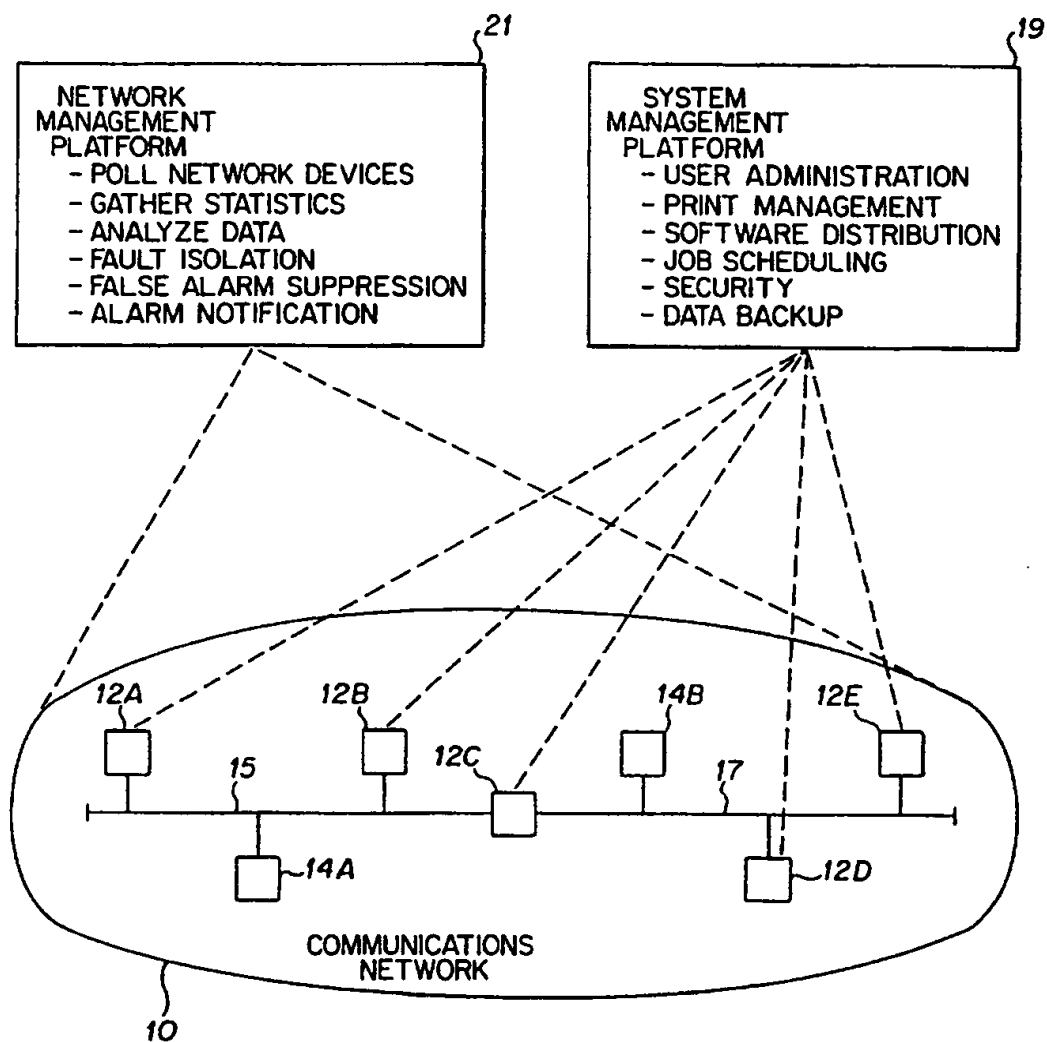 21
NETWORK
MANAGEMENT
PLATFORM
- POLL NETWORK DEVICES
- GATHER STATISTICS
- ANALYZE DATA
- FAULT ISOLATION
- FALSE ALARM SUPPRESSION
- ALARM NOTIFICATION
19
SYSTEM
MANAGEMENT
PLATFORM
- USER ADMINISTRATION
- PRINT MANAGEMENT
- SOFTWARE DISTRIBUTION
- JOB SCHEDULING
- SECURITY
- DATA BACKUP
12A
12B
14B
12E
12C
15
17
14A
12D
COMMUNICATIONS
NETWORK
10